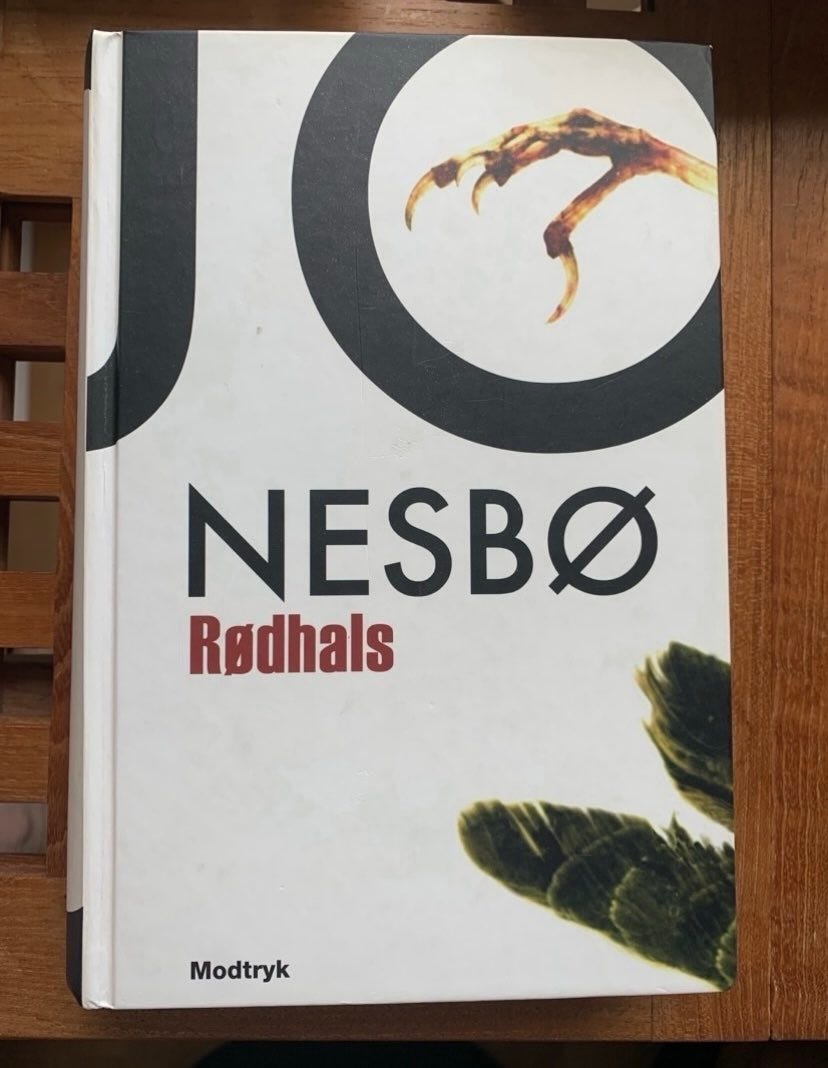 JO
NESBØ
Rødhals
Modtryk